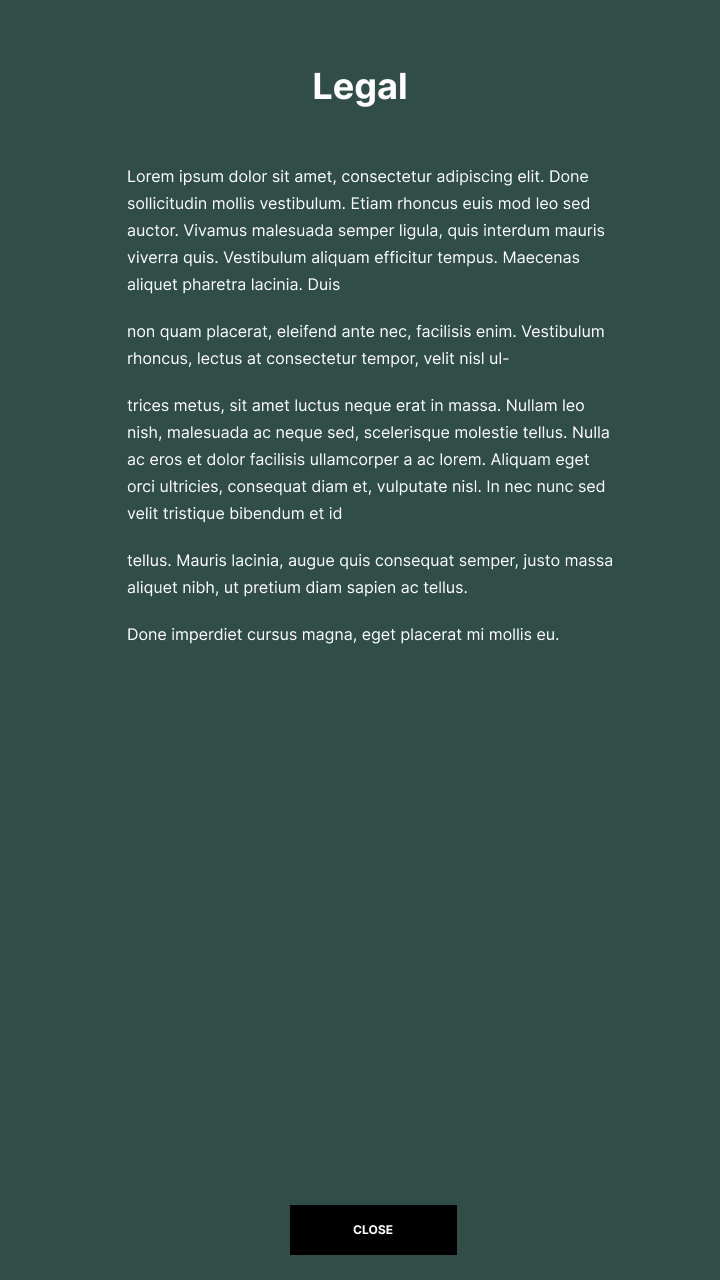 Legal
Lorem ipsum dolor sit amet, consectetur adipiscing elit. Done
sollicitudin mollis vestibulum. Etiam rhoncus euis mod leo sed
auctor. Vivamus malesuada semper ligula, quis interdum mauris
viverra quis. Vestibulum aliquam efficitur tempus. Maecenas
aliquet pharetra lacinia. Duis
non quam placerat, eleifend ante nec, facilisis enim. Vestibulum
rhoncus, lectus at consectetur tempor, velit nisl ul-
trices metus, sit amet luctus neque erat in massa. Nullam leo
nish, malesuada ac neque sed, scelerisque molestie tellus. Nulla
ac eros et dolor facilisis ullamcorper a ac lorem. Aliquam eget
orci ultricies, consequat diam et, vulputate nisl. In nec nunc sed
velit tristique bibendum et id
tellus. Mauris lacinia, augue quis consequat semper, justo massa
aliquet nibh, ut pretium diam sapien ac tellus.
Done imperdiet cursus magna, eget placerat mi mollis eu.
CLOSE